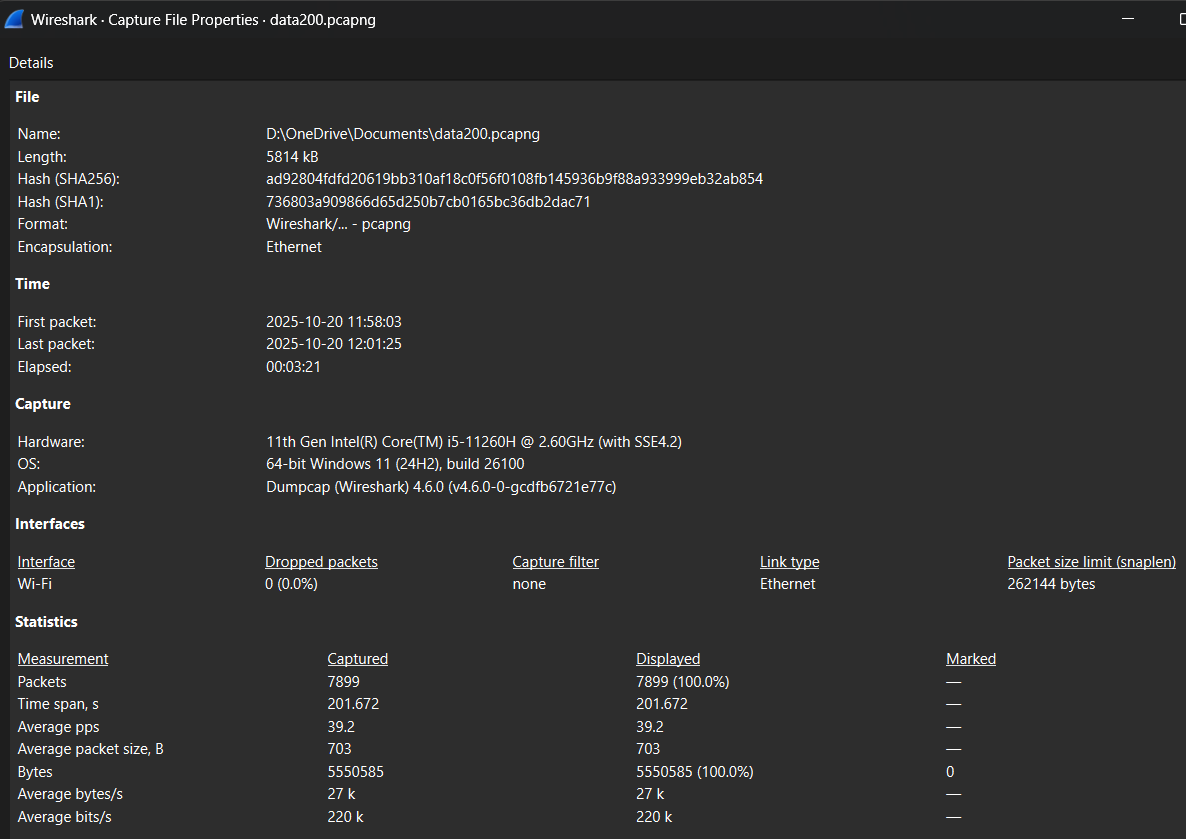 Wireshark · Capture File Properties · data200.pcapng
Details
File
Name: D:\OneDrive\Documents\data200.pcapng
Length: 5814 kB
Hash (SHA256): ad92804fdfd20619bb310af18c0f56f0108fb145936b9f88a933999eb32ab854
Hash (SHA1): 736803a909866d65d250b7cb0165bc36db2dac71
Format: Wireshark/... - pcapng
Encapsulation: Ethernet
Time
First packet: 2025-10-20 11:58:03
Last packet: 2025-10-20 12:01:25
Elapsed: 00:03:21
Capture
Hardware: 11th Gen Intel(R) Core(TM) i5-11260H @ 2.60GHz (with SSE4.2)
OS: 64-bit Windows 11 (24H2), build 26100
Application: Dumpcap (Wireshark) 4.6.0 (v4.6.0-0-gcdfb6721e77c)
Interfaces
Interface Dropped packets Capture filter Link type Packet size limit (snaplen)
Wi-Fi 0 (0.0%) none Ethernet 262144 bytes
Statistics
Measurement Captured Displayed Marked
Packets 7899 7899 (100.0%) —
Time span, s 201.672 201.672 —
Average pps 39.2 39.2 —
Average packet size, B 703 703 —
Bytes 5550585 5550585 (100.0%) 0
Average bytes/s 27 k 27 k —
Average bits/s 220 k 220 k —